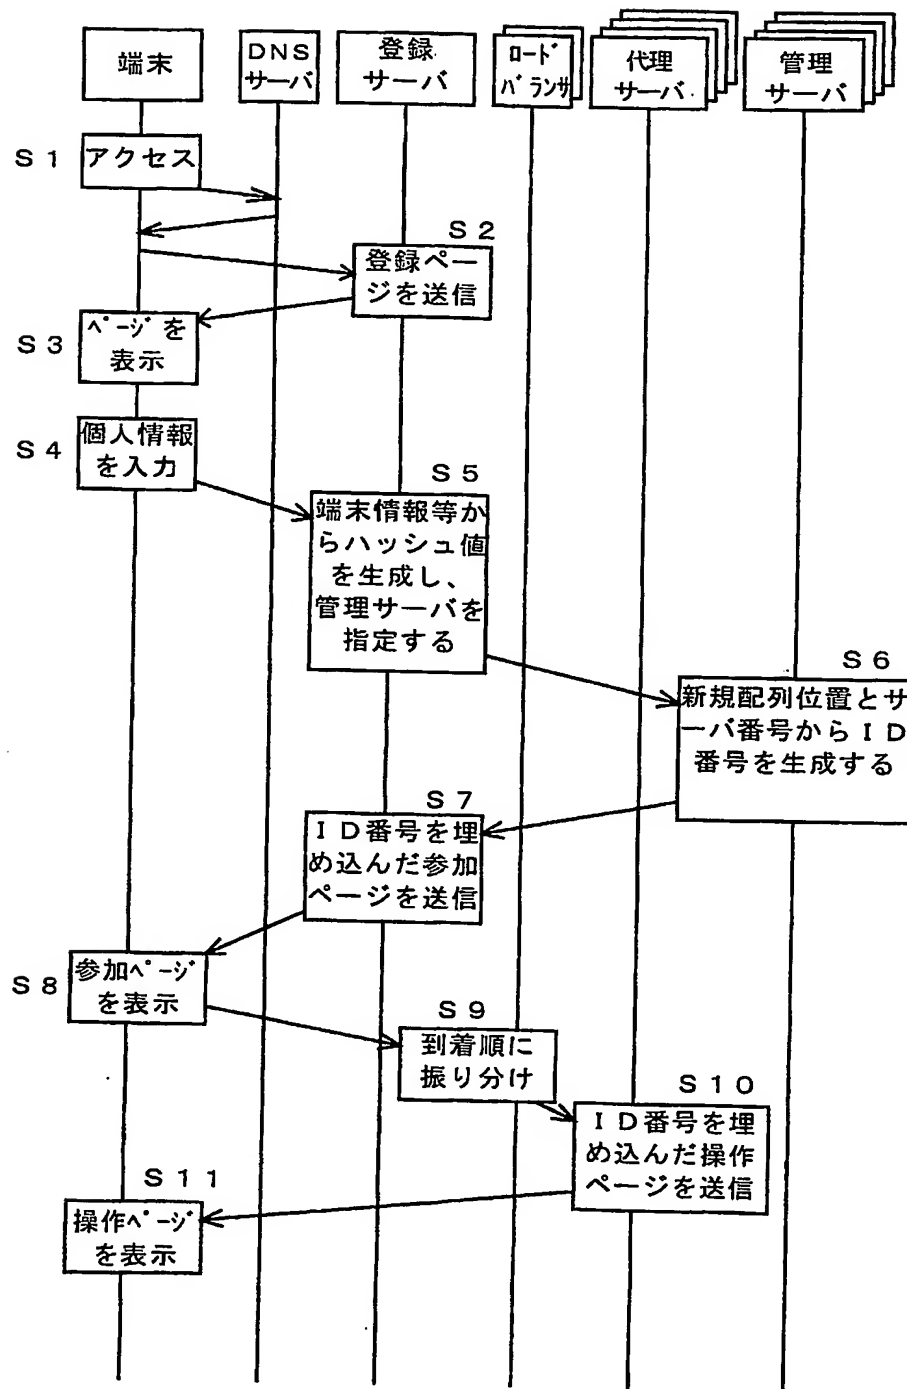 端末
DNS
サーバ
登録
サーバ
ﾛｰﾄﾞ
ﾊﾞﾗﾝｻ
代理
サーバ
管理
サーバ
S1
アクセス
S2
登録ペー
ジを送信
S3
ﾍﾟｰｼﾞを
表示
S4
個人情報
を入力
S5
端末情報等か
らハッシュ値
を生成し、
管理サーバを
指定する
S6
新規配列位置とサ
ーバ番号からID
番号を生成する
S7
ID番号を埋
め込んだ参加
ページを送信
S8
参加ﾍﾟｰｼﾞ
を表示
S9
到着順に
振り分け
S10
ID番号を埋
め込んだ操作
ページを送信
S11
操作ﾍﾟｰｼﾞ
を表示